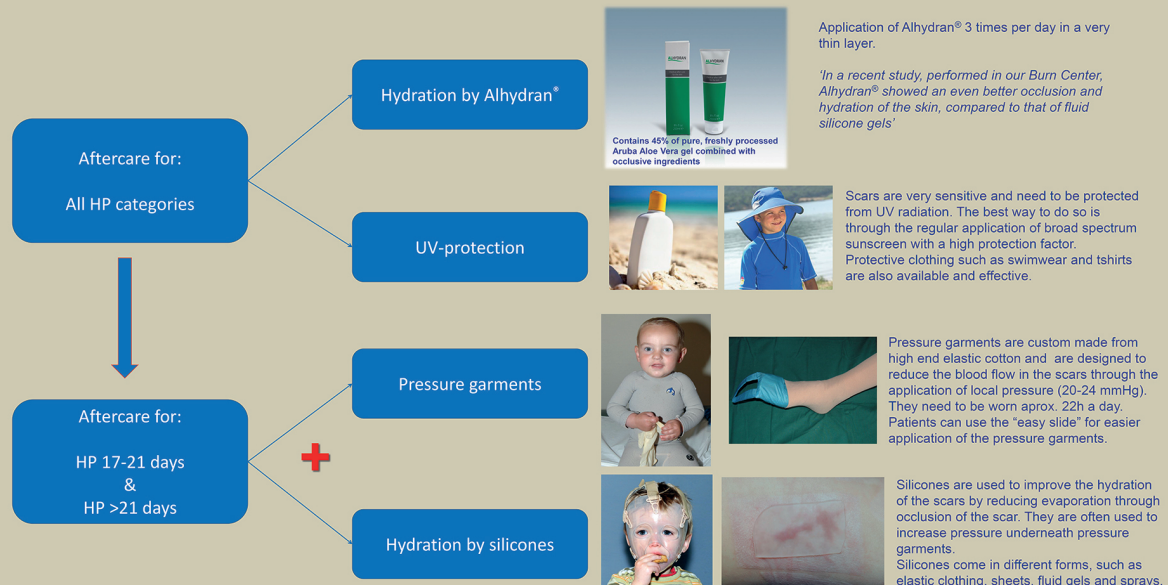 Aftercare for:
All HP categories
Hydration by Alhydran®
ALHYDRAN
ALHYDRAN
Contains 45% of pure, freshly processed
Aruba Aloe Vera gel combined with
occlusive ingredients
Application of Alhydran® 3 times per day in a very
thin layer.
‘In a recent study, performed in our Burn Center,
Alhydran® showed an even better occlusion and
hydration of the skin, compared to that of fluid
silicone gels’
UV-protection
Scars are very sensitive and need to be protected
from UV radiation. The best way to do so is
through the regular application of broad spectrum
sunscreen with a high protection factor.
Protective clothing such as swimwear and tshirts
are also available and effective.
Aftercare for:
HP 17-21 days
&
HP >21 days
Pressure garments
Pressure garments are custom made from
high end elastic cotton and are designed to
reduce the blood flow in the scars through the
application of local pressure (20-24 mmHg).
They need to be worn aprox. 22h a day.
Patients can use the “easy slide” for easier
application of the pressure garments.
Hydration by silicones
Silicones are used to improve the hydration
of the scars by reducing evaporation through
occlusion of the scar. They are often used to
increase pressure underneath pressure
garments.
Silicones come in different forms, such as
elastic clothing, sheets, fluid gels and sprays.